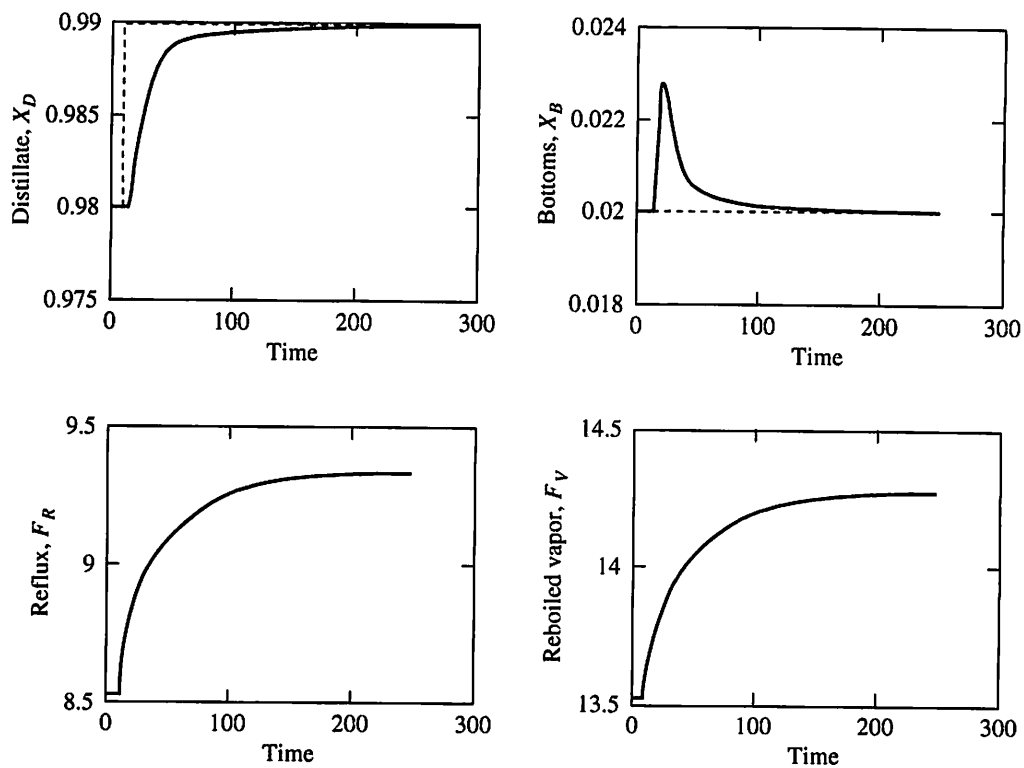 0.99
0.985
0.98
0.975
Distillate, X_D
0 100 200 300
Time
0.024
0.022
0.02
0.018
Bottoms, X_B
0 100 200 300
Time
9.5
9
8.5
Reflux, F_R
0 100 200 300
Time
14.5
14
13.5
Reboiled vapor, F_V
0 100 200 300
Time